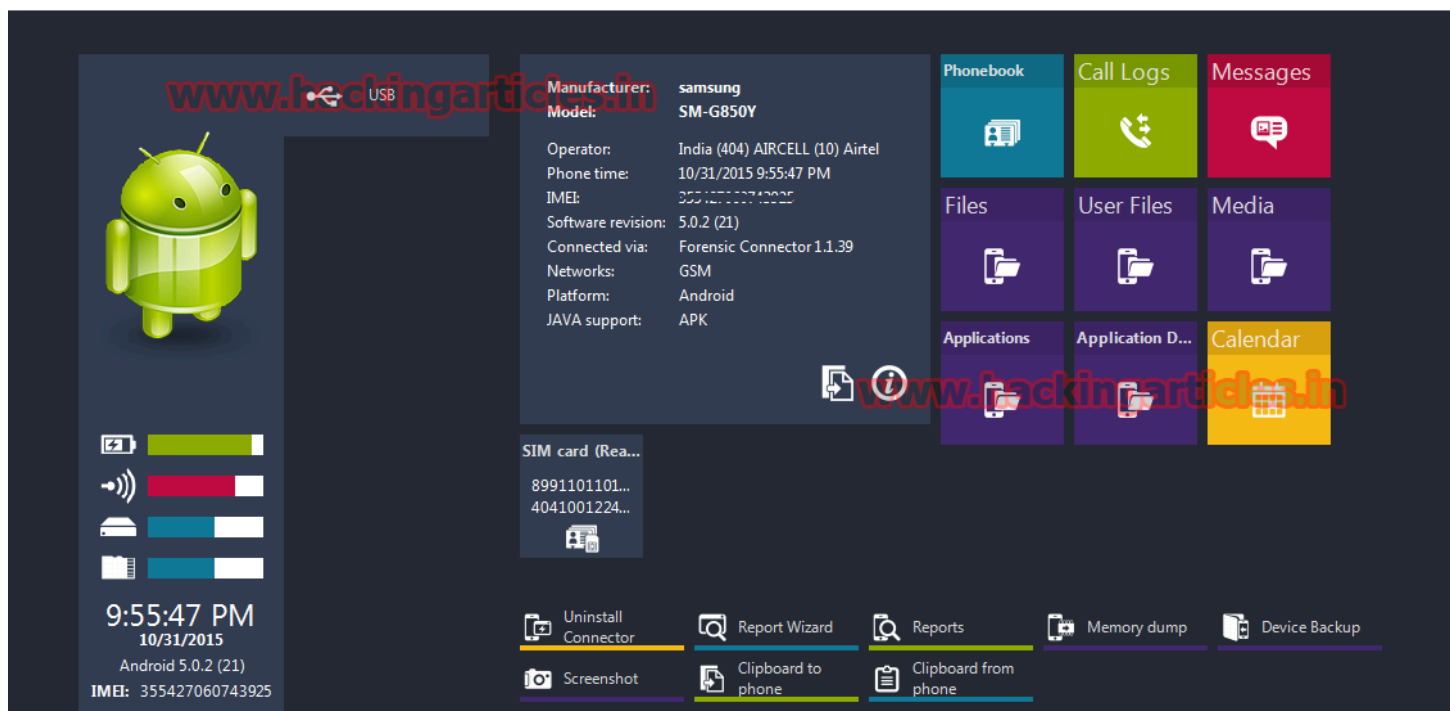 www.hackingarticles.in
USB
Manufacturer: samsung
Model: SM-G850Y
Operator: India (404) AIRCELL (10) Airtel
Phone time: 10/31/2015 9:55:47 PM
IMEI:
Software revision: 5.0.2 (21)
Connected via: Forensic Connector 1.1.39
Networks: GSM
Platform: Android
JAVA support: APK
Phonebook
Call Logs
Messages
Files
User Files
Media
Applications
Application D...
Calendar
www.hackingarticles.in
SIM card (Rea...
8991101101...
4041001224...
9:55:47 PM
10/31/2015
Android 5.0.2 (21)
IMEI: 355427060743925
Uninstall
Connector
Report Wizard
Reports
Memory dump
Device Backup
Screenshot
Clipboard to
phone
Clipboard from
phone